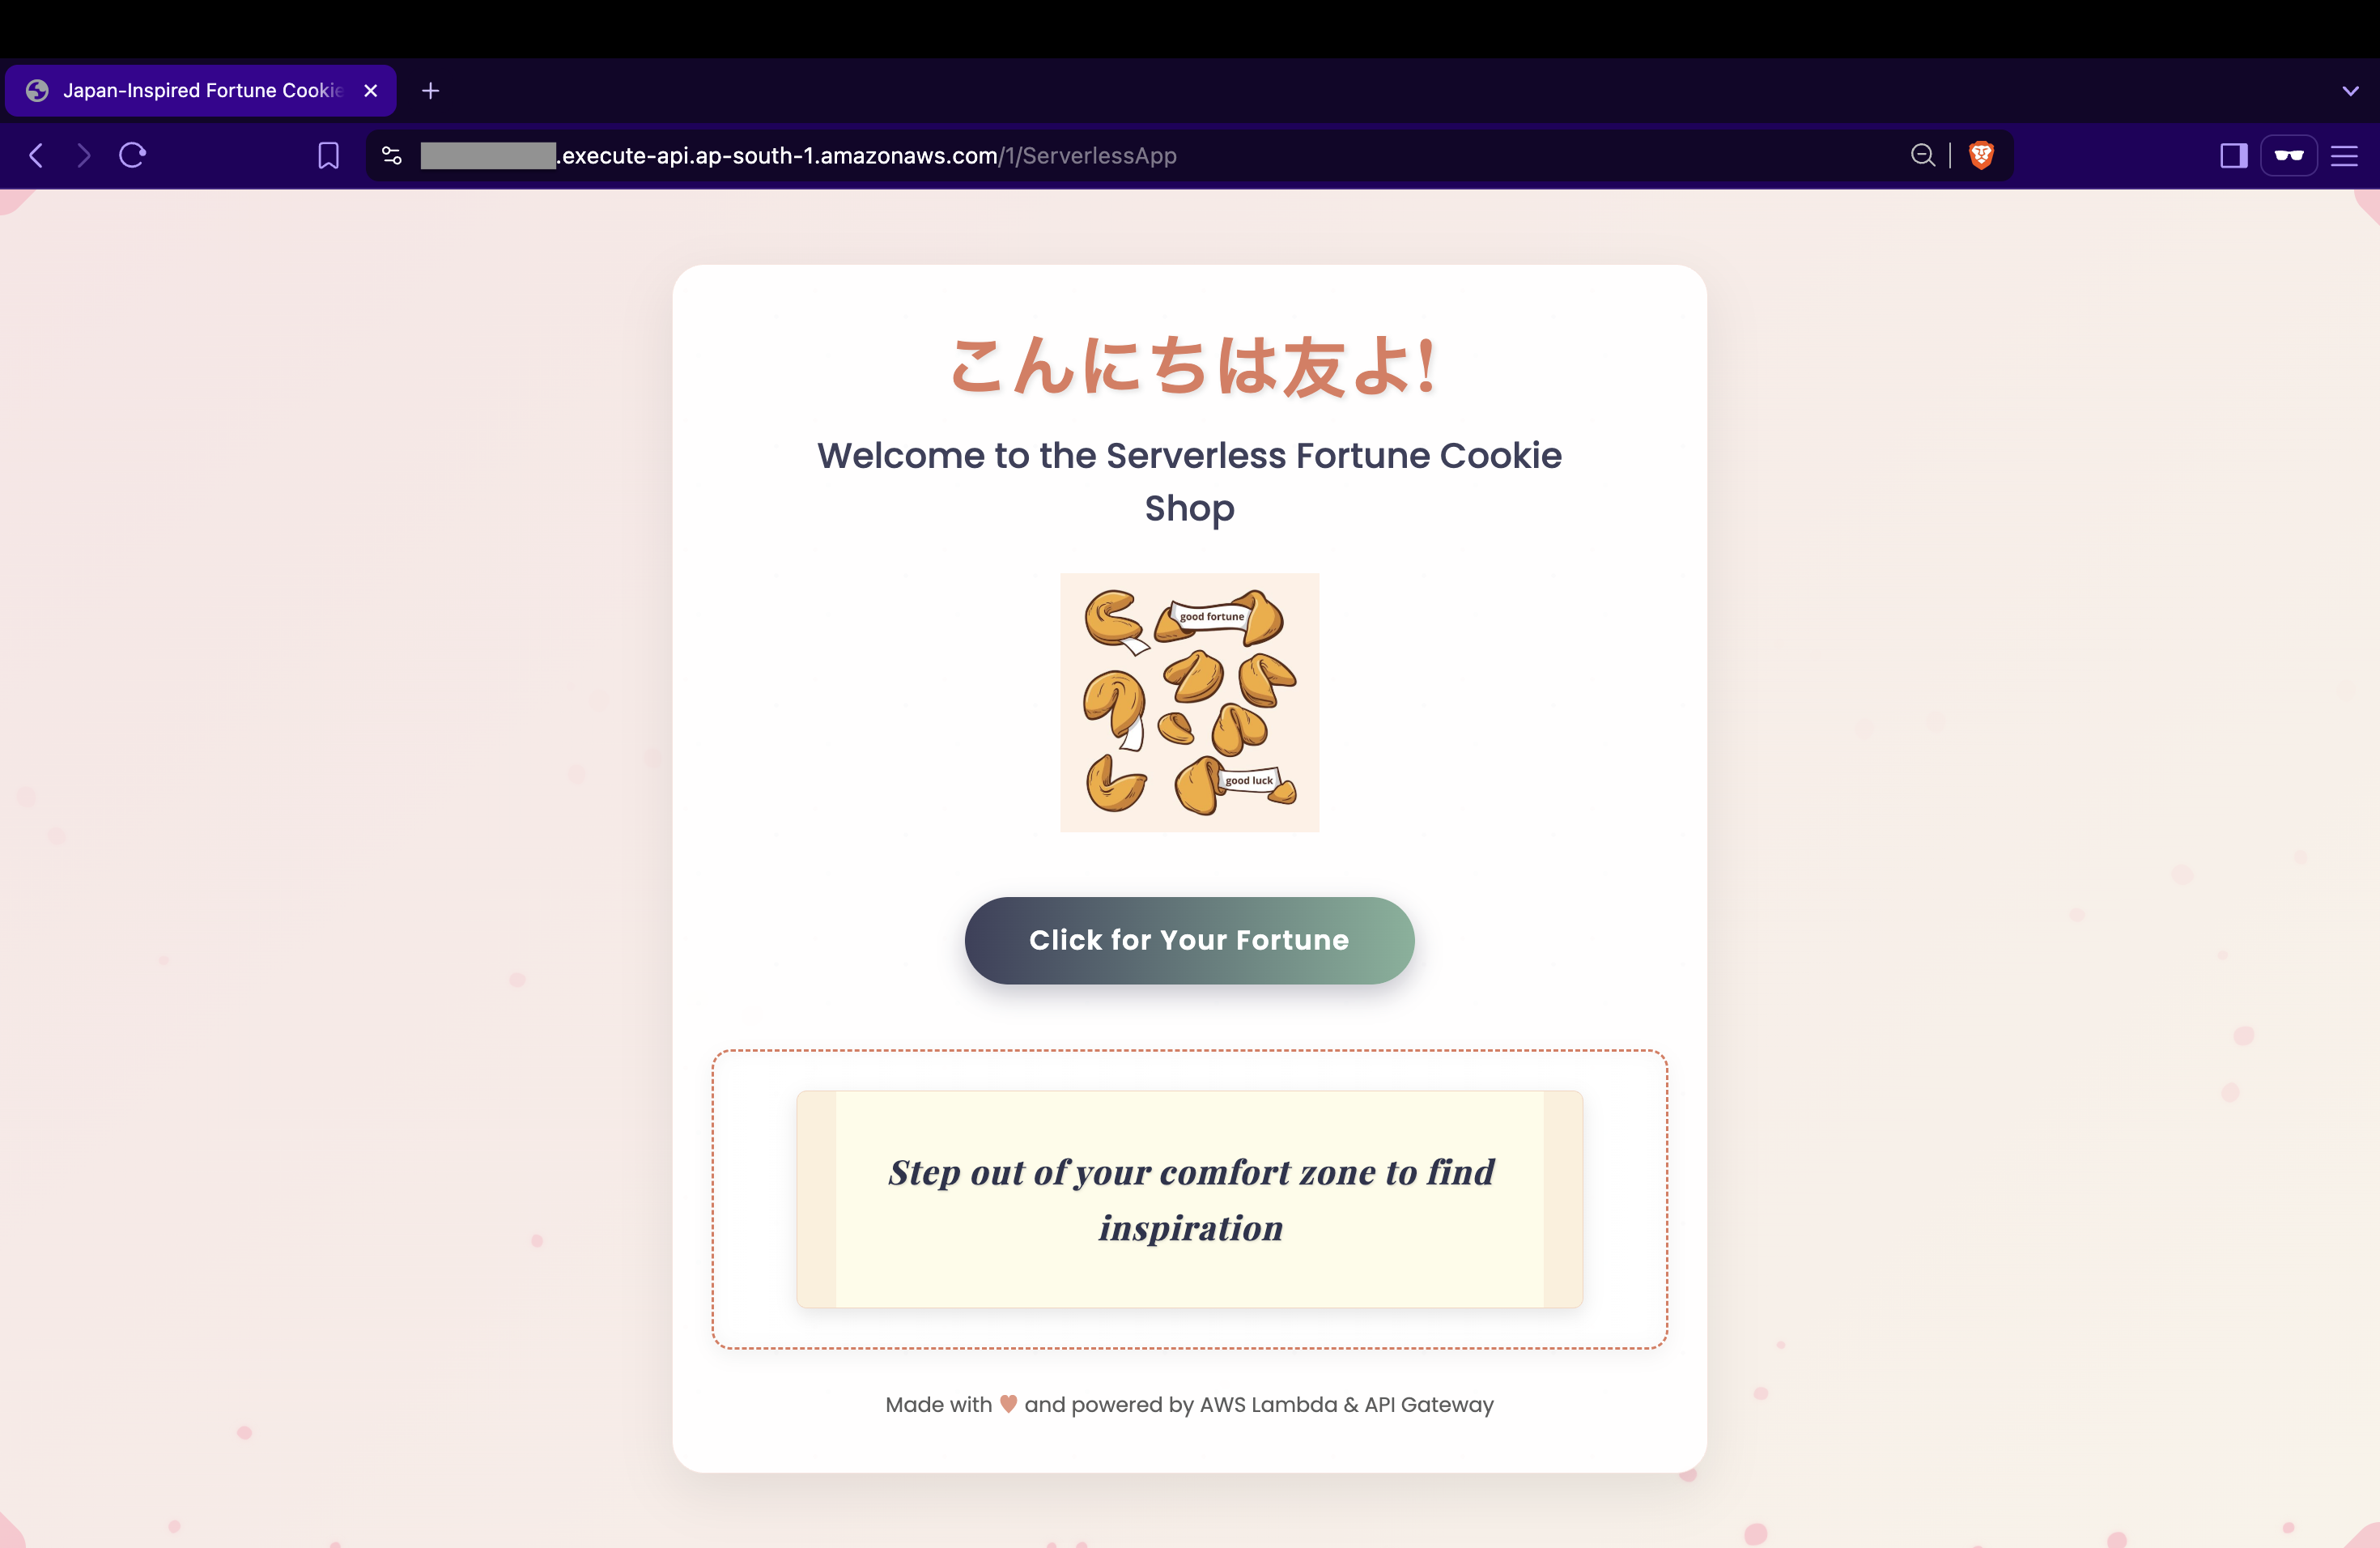 Japan-Inspired Fortune Cookie
.execute-api.ap-south-1.amazonaws.com/1/ServerlessApp
こんにちは友よ!
Welcome to the Serverless Fortune Cookie
Shop
good fortune
good luck
Click for Your Fortune
Step out of your comfort zone to find
inspiration
Made with ♥ and powered by AWS Lambda & API Gateway